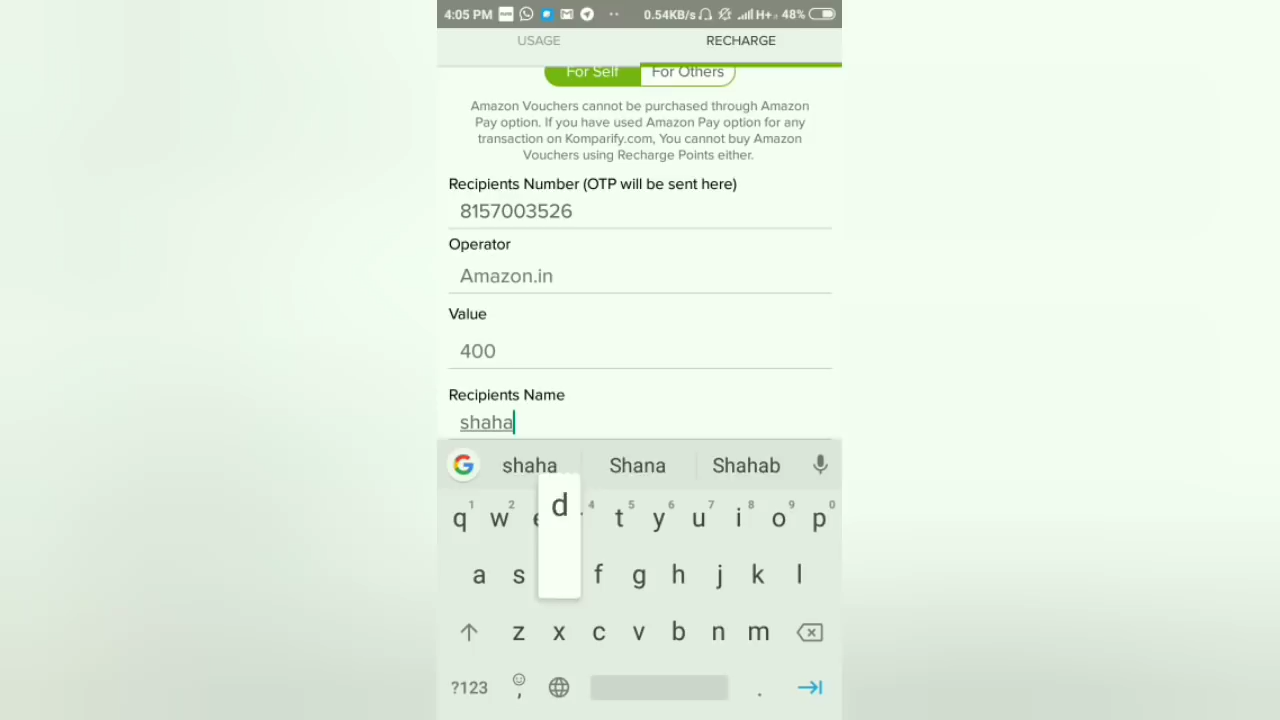 4:05 PM 0.54KB/s H+ 48%
USAGE RECHARGE
For Self For Others
Amazon Vouchers cannot be purchased through Amazon
Pay option. If you have used Amazon Pay option for any
transaction on Komparify.com, You cannot buy Amazon
Vouchers using Recharge Points either.
Recipients Number (OTP will be sent here)
8157003526
Operator
Amazon.in
Value
400
Recipients Name
shaha
shaha Shana Shahab
1 2 4 5 6 7 8 9 0
q w t y u i o p
d
a s f g h j k l
z x c v b n m
?123 , .